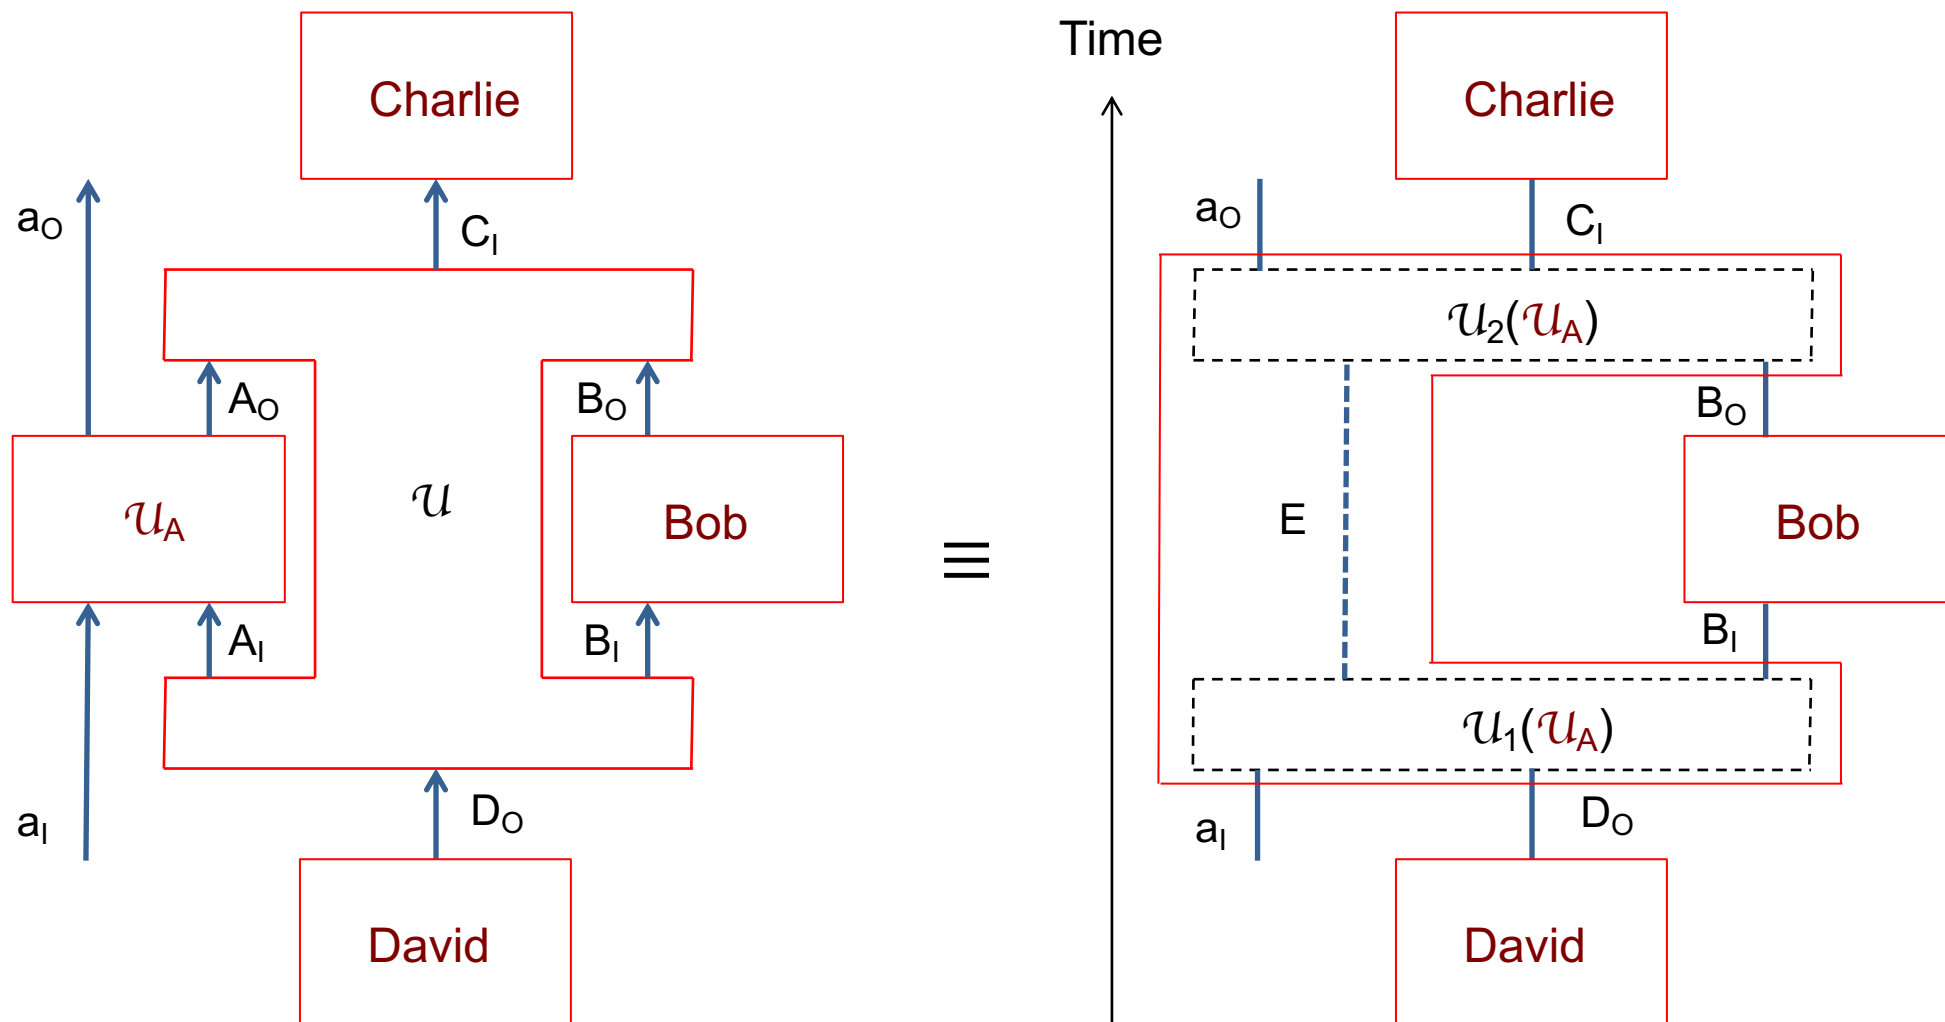 Charlie
a_O
C_I
A_O
B_O
𝒰_A
𝒰
Bob
A_I
B_I
a_I
D_O
David
≡
Time
Charlie
a_O
C_I
𝒰_2(𝒰_A)
B_O
E
Bob
B_I
𝒰_1(𝒰_A)
a_I
D_O
David